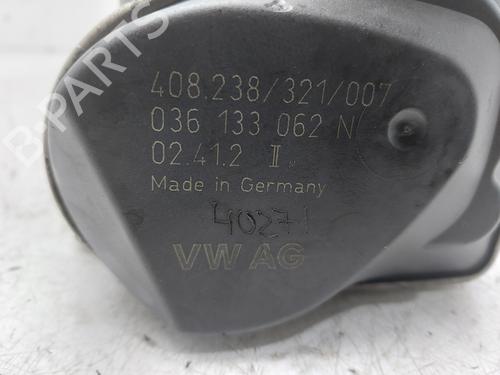 408.238/321/007
036 133 062 N
02.41.2 II
Made in Germany
40271
VW AG
B-PARTS